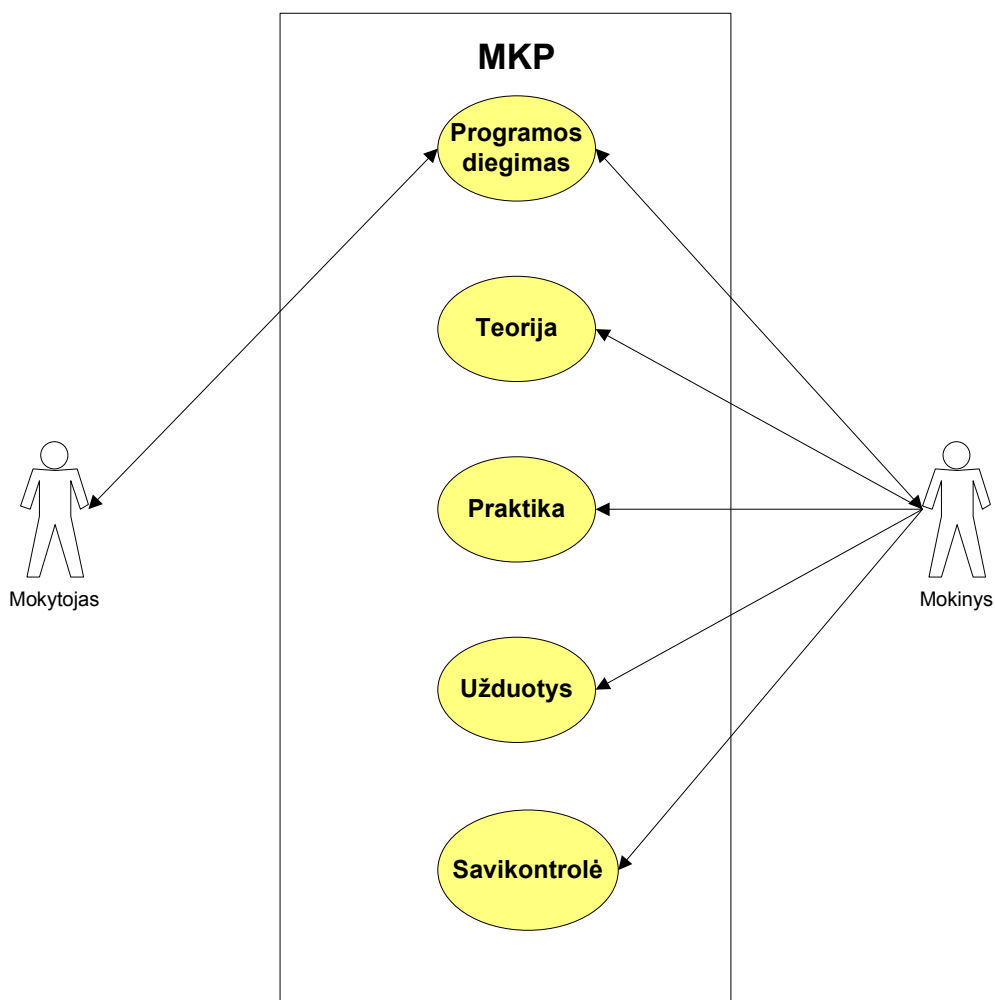 MKP
Programos
diegimas
Teorija
Praktika
Užduotys
Savikontrolė
Mokytojas
Mokinys